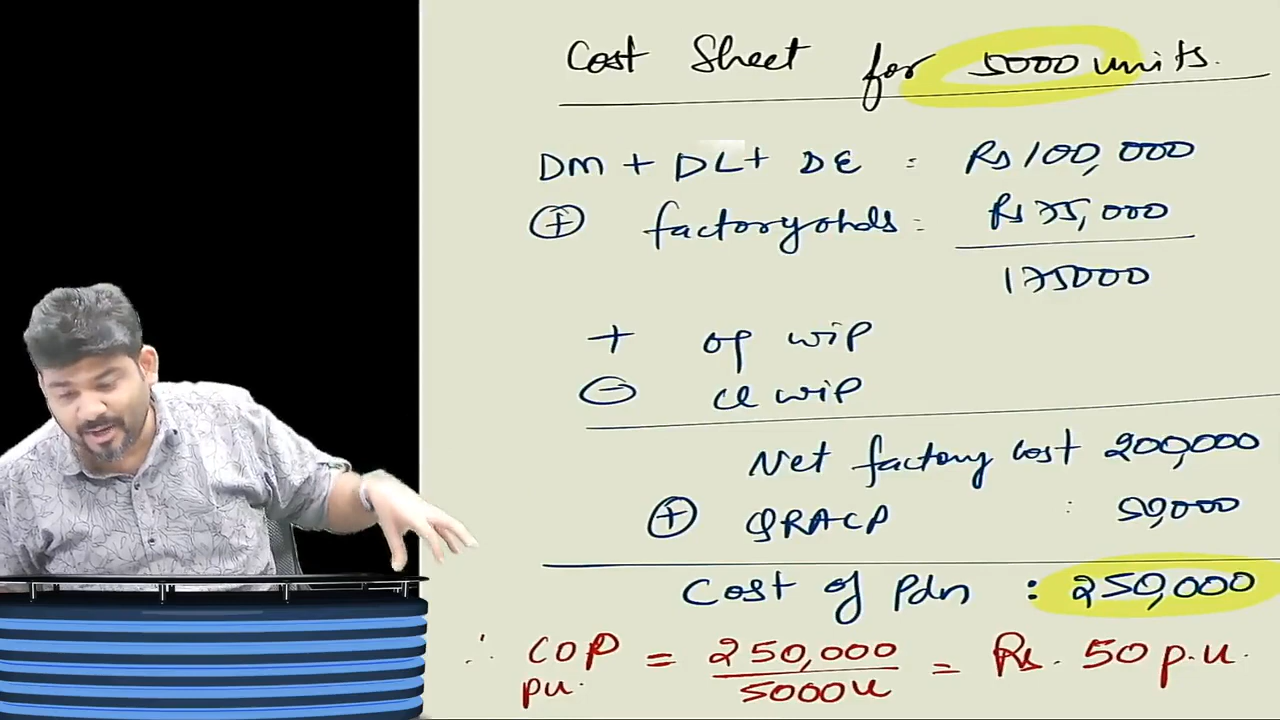 Cost Sheet for 5000 units.
DM + DL + DE : Rs 100,000
(+) factory ohds : Rs 75,000
175000
+ op wip
(-) cl wip
Net factory cost 200,000
(+) QRACP : 50,000
Cost of Pdn : 250,000
∴ COP pu. = 250,000 / 5000u = Rs. 50 p.u.